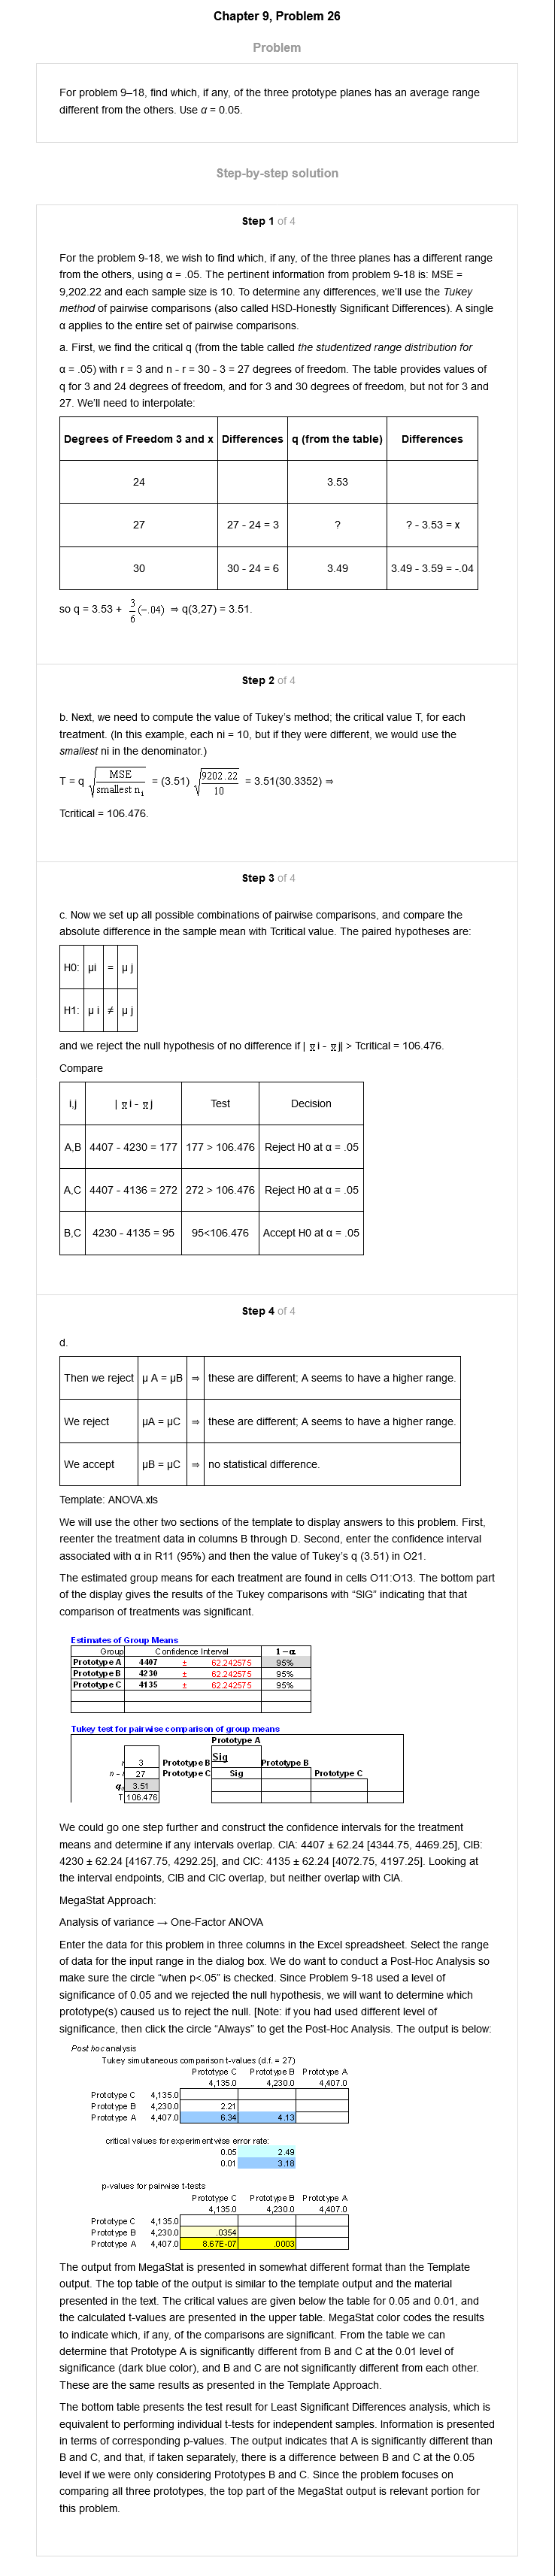 Chapter 9, Problem 26
Problem
For problem 9–18, find which, if any, of the three prototype planes has an average range
different from the others. Use α = 0.05.
Step-by-step solution
Step 1 of 4
For the problem 9-18, we wish to find which, if any, of the three planes has a different range
from the others, using α = .05. The pertinent information from problem 9-18 is: MSE =
9,202.22 and each sample size is 10. To determine any differences, we'll use the Tukey
method of pairwise comparisons (also called HSD-Honestly Significant Differences). A single
α applies to the entire set of pairwise comparisons.
a. First, we find the critical q (from the table called the studentized range distribution for
α = .05) with r = 3 and n - r = 30 - 3 = 27 degrees of freedom. The table provides values of
q for 3 and 24 degrees of freedom, and for 3 and 30 degrees of freedom, but not for 3 and
27. We'll need to interpolate:
Degrees of Freedom 3 and x Differences q (from the table) Differences
24 3.53
27 27 - 24 = 3 ? ? - 3.53 = x
30 30 - 24 = 6 3.49 3.49 - 3.59 = -.04
so q = 3.53 + 3/6 (−.04) ⇒ q(3,27) = 3.51.
Step 2 of 4
b. Next, we need to compute the value of Tukey's method; the critical value T, for each
treatment. (In this example, each ni = 10, but if they were different, we would use the
smallest ni in the denominator.)
T = q √(MSE / smallest nᵢ) = (3.51) √(9202.22 / 10) = 3.51(30.3352) ⇒
Tcritical = 106.476.
Step 3 of 4
c. Now we set up all possible combinations of pairwise comparisons, and compare the
absolute difference in the sample mean with Tcritical value. The paired hypotheses are:
H0: μi = μ j
H1: μ i ≠ μ j
and we reject the null hypothesis of no difference if | x̄ i - x̄ j| > Tcritical = 106.476.
Compare
i,j | x̄ i - x̄ j Test Decision
A,B 4407 - 4230 = 177 177 > 106.476 Reject H0 at α = .05
A,C 4407 - 4136 = 272 272 > 106.476 Reject H0 at α = .05
B,C 4230 - 4135 = 95 95<106.476 Accept H0 at α = .05
Step 4 of 4
d.
Then we reject μ A = μB ⇒ these are different; A seems to have a higher range.
We reject μA = μC ⇒ these are different; A seems to have a higher range.
We accept μB = μC ⇒ no statistical difference.
Template: ANOVA.xls
We will use the other two sections of the template to display answers to this problem. First,
reenter the treatment data in columns B through D. Second, enter the confidence interval
associated with α in R11 (95%) and then the value of Tukey's q (3.51) in O21.
The estimated group means for each treatment are found in cells O11:O13. The bottom part
of the display gives the results of the Tukey comparisons with “SIG” indicating that that
comparison of treatments was significant.
Estimates of Group Means
Group Confidence Interval 1 − α
Prototype A 4407 ± 62.242575 95%
Prototype B 4230 ± 62.242575 95%
Prototype C 4135 ± 62.242575 95%
Tukey test for pairwise comparison of group means
Prototype A
r 3 Prototype B Sig Prototype B
n - r 27 Prototype C Sig Prototype C
q 3.51
T 106.476
We could go one step further and construct the confidence intervals for the treatment
means and determine if any intervals overlap. CIA: 4407 ± 62.24 [4344.75, 4469.25], CIB:
4230 ± 62.24 [4167.75, 4292.25], and CIC: 4135 ± 62.24 [4072.75, 4197.25]. Looking at
the interval endpoints, CIB and CIC overlap, but neither overlap with CIA.
MegaStat Approach:
Analysis of variance → One-Factor ANOVA
Enter the data for this problem in three columns in the Excel spreadsheet. Select the range
of data for the input range in the dialog box. We do want to conduct a Post-Hoc Analysis so
make sure the circle “when p<.05” is checked. Since Problem 9-18 used a level of
significance of 0.05 and we rejected the null hypothesis, we will want to determine which
prototype(s) caused us to reject the null. [Note: if you had used different level of
significance, then click the circle “Always” to get the Post-Hoc Analysis. The output is below:
Post hoc analysis
Tukey simultaneous comparison t-values (d.f. = 27)
Prototype C Prototype B Prototype A
4,135.0 4,230.0 4,407.0
Prototype C 4,135.0
Prototype B 4,230.0 2.21
Prototype A 4,407.0 6.34 4.13
critical values for experimentwise error rate:
0.05 2.49
0.01 3.18
p-values for pairwise t-tests
Prototype C Prototype B Prototype A
4,135.0 4,230.0 4,407.0
Prototype C 4,135.0
Prototype B 4,230.0 .0354
Prototype A 4,407.0 8.67E-07 .0003
The output from MegaStat is presented in somewhat different format than the Template
output. The top table of the output is similar to the template output and the material
presented in the text. The critical values are given below the table for 0.05 and 0.01, and
the calculated t-values are presented in the upper table. MegaStat color codes the results
to indicate which, if any, of the comparisons are significant. From the table we can
determine that Prototype A is significantly different from B and C at the 0.01 level of
significance (dark blue color), and B and C are not significantly different from each other.
These are the same results as presented in the Template Approach.
The bottom table presents the test result for Least Significant Differences analysis, which is
equivalent to performing individual t-tests for independent samples. Information is presented
in terms of corresponding p-values. The output indicates that A is significantly different than
B and C, and that, if taken separately, there is a difference between B and C at the 0.05
level if we were only considering Prototypes B and C. Since the problem focuses on
comparing all three prototypes, the top part of the MegaStat output is relevant portion for
this problem.